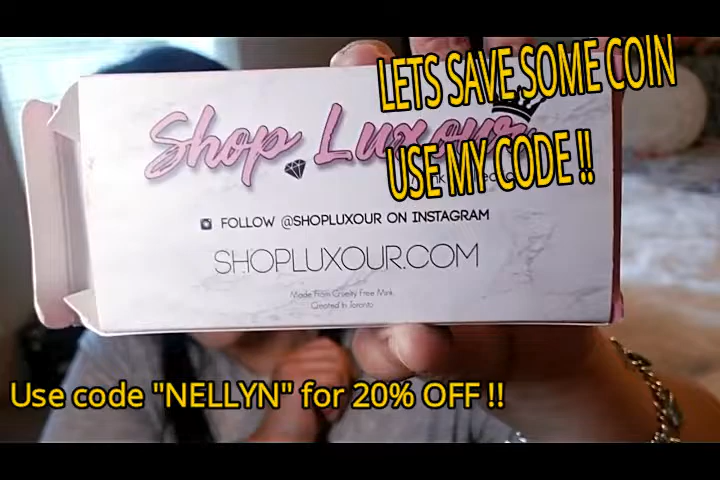 LETS SAVE SOME COIN
USE MY CODE !!
Shop Luxour
FOLLOW @SHOPLUXOUR ON INSTAGRAM
SHOPLUXOUR.COM
Made From Cruelty Free Mink
Created In Toronto
Use code "NELLYN" for 20% OFF !!